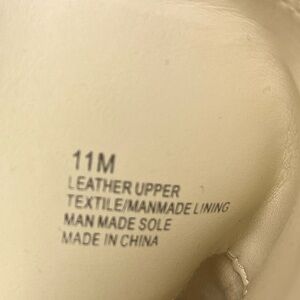 11M
LEATHER UPPER
TEXTILE/MANMADE LINING
MAN MADE SOLE
MADE IN CHINA